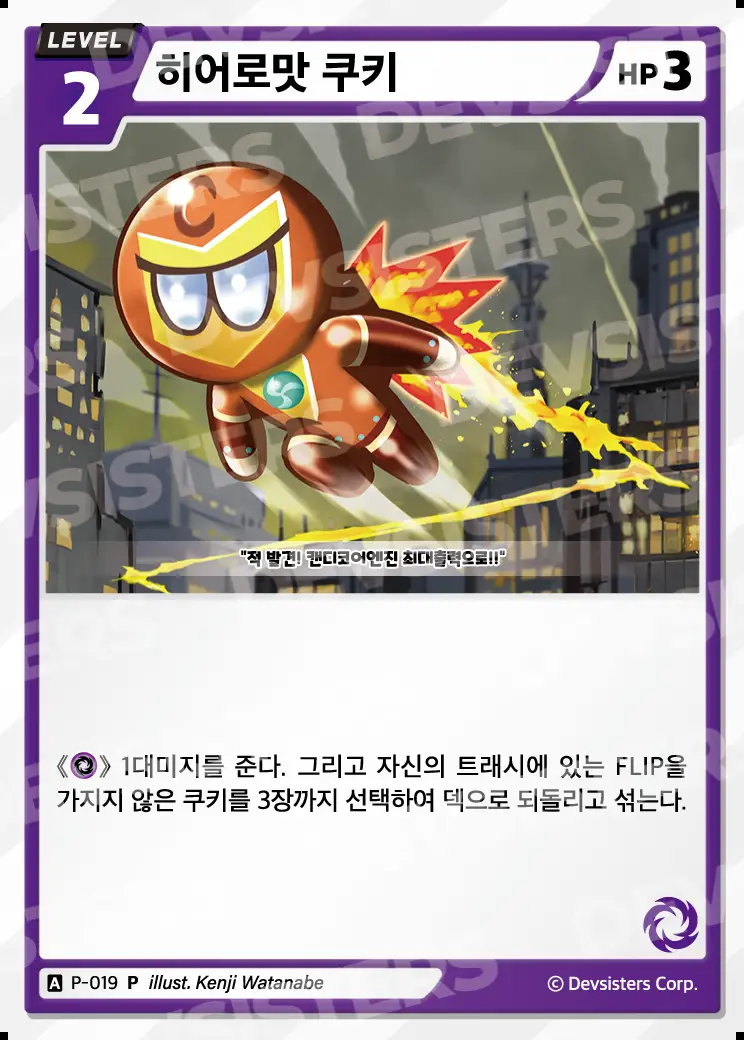 LEVEL
2
히어로맛 쿠키
HP 3
"적 발견! 캔디코어엔진 최대출력으로!!"
《》 1대미지를 준다. 그리고 자신의 트래시에 있는 FLIP을
가지지 않은 쿠키를 3장까지 선택하여 덱으로 되돌리고 섞는다.
A P-019 P illust. Kenji Watanabe
© Devsisters Corp.
DEVSISTERS